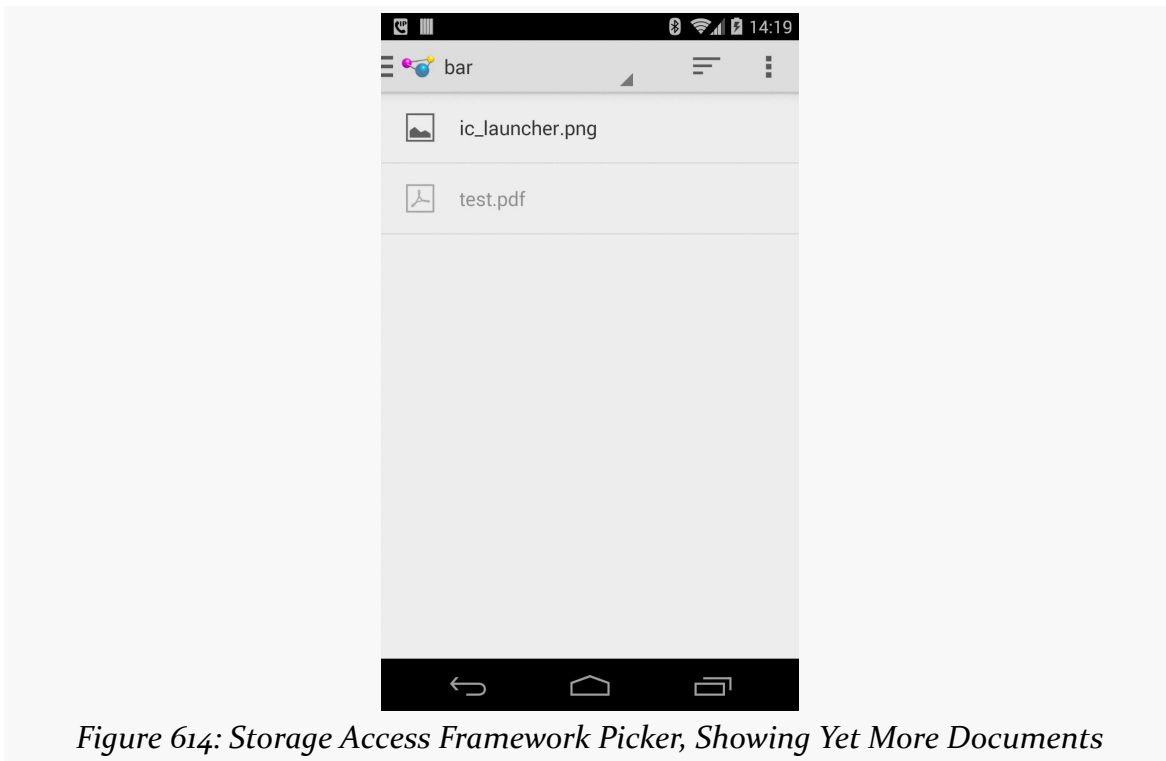 14:19
bar
ic_launcher.png
test.pdf
Figure 614: Storage Access Framework Picker, Showing Yet More Documents